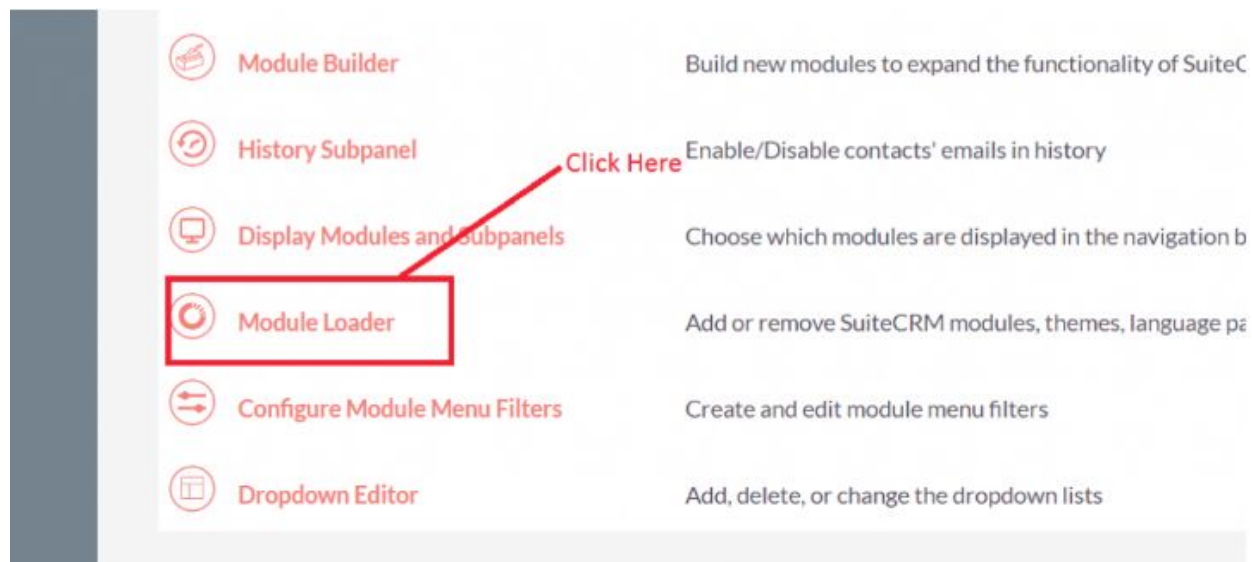 Module Builder Build new modules to expand the functionality of
History Subpanel Enable/Disable contacts' emails in history
Click Here
Display Modules and Subpanels Choose which modules are displayed in the navigation
Module Loader Add or remove SuiteCRM modules, themes, language
Configure Module Menu Filters Create and edit module menu filters
Dropdown Editor Add, delete, or change the dropdown lists